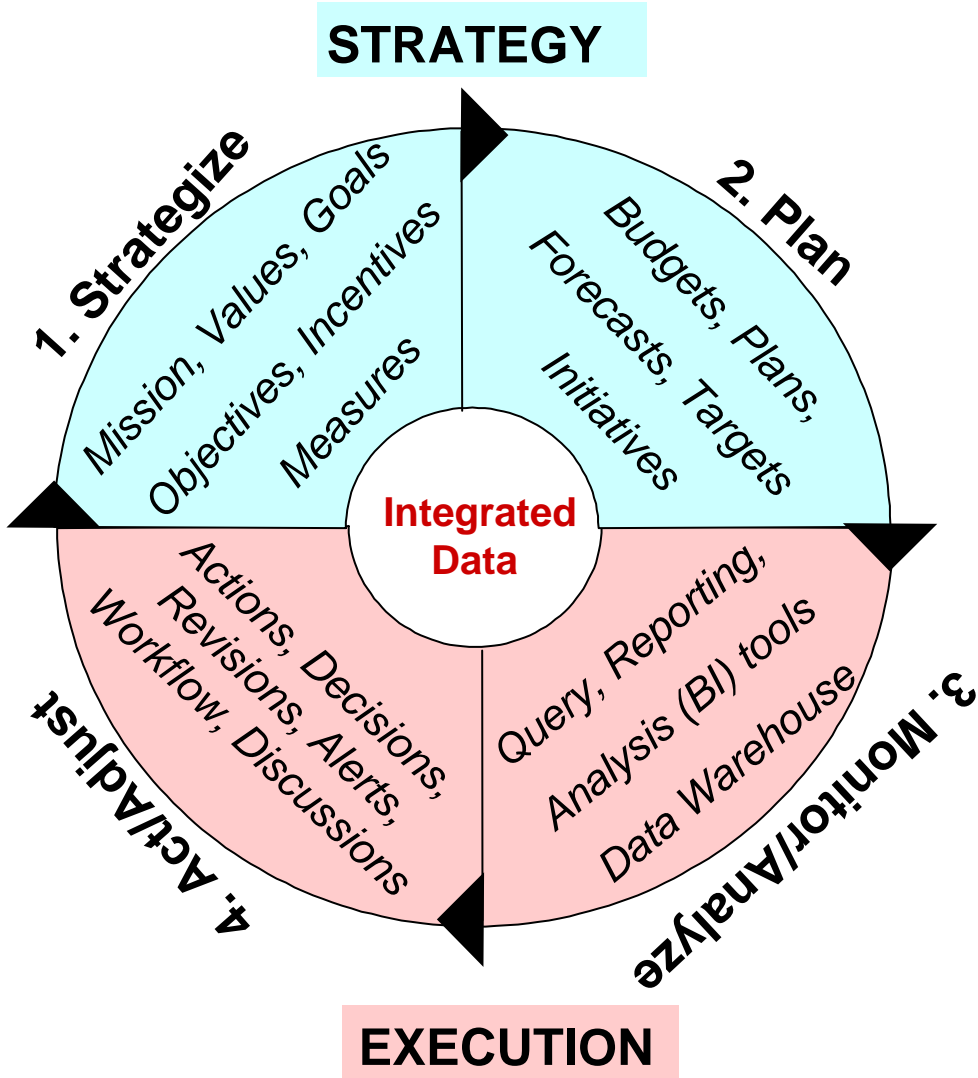 STRATEGY
1. Strategize
Mission, Values, Goals
Objectives, Incentives
Measures
2. Plan
Budgets, Plans,
Forecasts, Targets
Initiatives
Integrated
Data
3. Monitor/Analyze
Query, Reporting,
Analysis (BI) tools
Data Warehouse
4. Act/Adjust
Actions, Decisions,
Revisions, Alerts,
Workflow, Discussions
EXECUTION